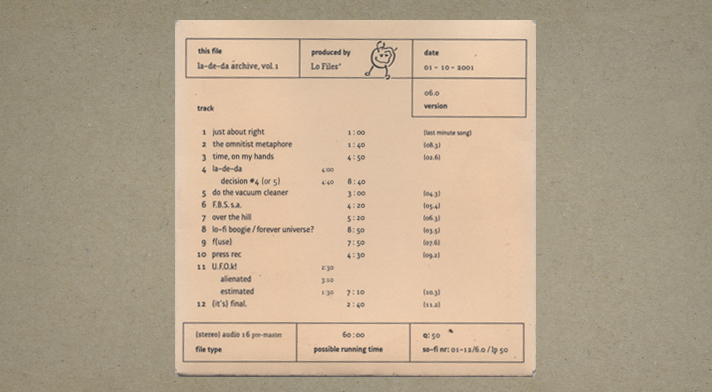 this file
la-de-da archive, vol.1
produced by
Lo Files*
date
01 - 10 - 2001
06.0
version
track
1 just about right 1:00 (last minute song)
2 the omnitist metaphore 1:40 (08.3)
3 time, on my hands 4:50 (02.6)
4 la-de-da 4:00
decision #4 (or 5) 4:40 8:40
5 do the vacuum cleaner 3:00 (04.3)
6 F.B.S. s.a. 4:20 (05.4)
7 over the hill 5:20 (06.3)
8 lo-fi boogie / forever universe? 8:50 (03.5)
9 f(use) 7:50 (07.6)
10 press rec 4:30 (09.2)
11 U.F.O.k! 2:30
alienated 3:10
estimated 1:30 7:10 (10.3)
12 (it's) final. 2:40 (11.2)
(stereo) audio 16 pre-master
file type
60:00
possible running time
q: 50
so-fi nr: 01-12/6.0 / lp 50